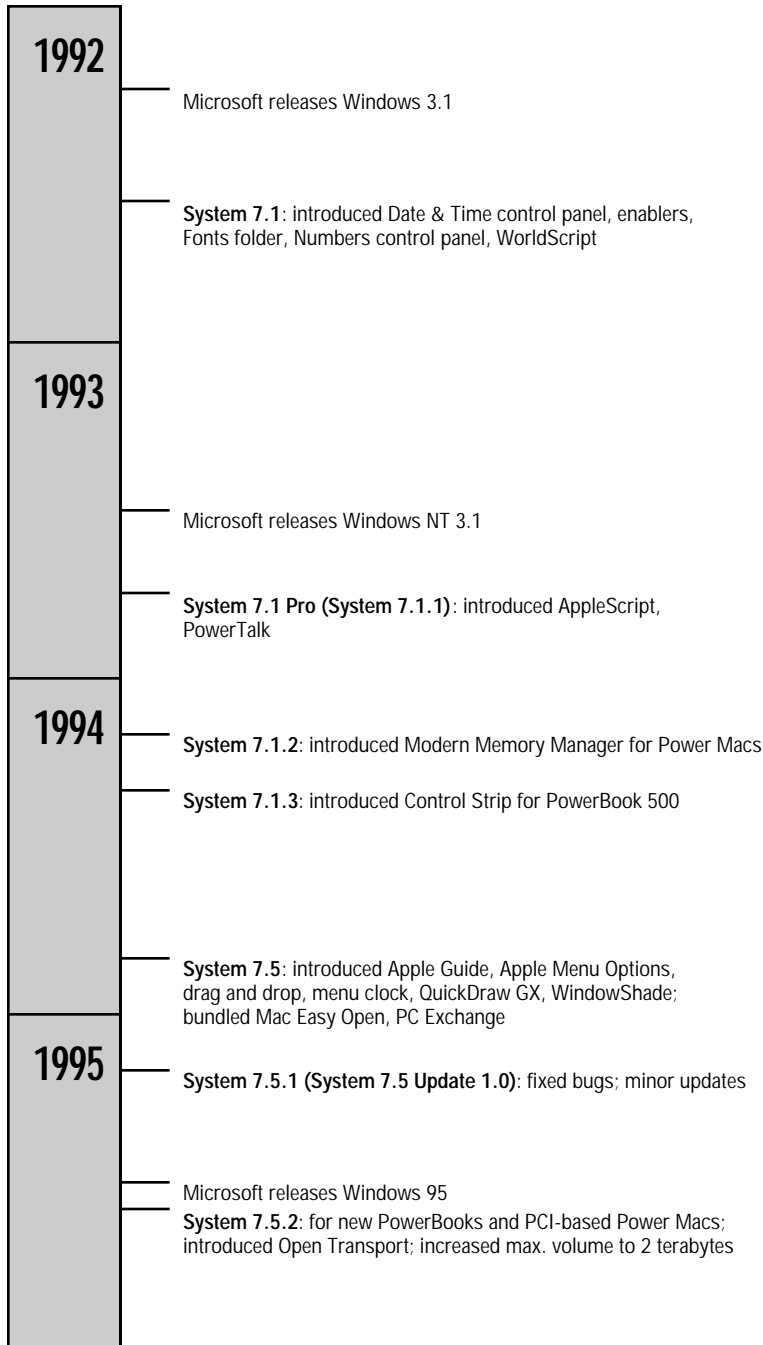 1992
Microsoft releases Windows 3.1
System 7.1: introduced Date & Time control panel, enablers,
Fonts folder, Numbers control panel, WorldScript
1993
Microsoft releases Windows NT 3.1
System 7.1 Pro (System 7.1.1): introduced AppleScript,
PowerTalk
1994
System 7.1.2: introduced Modern Memory Manager for Power Macs
System 7.1.3: introduced Control Strip for PowerBook 500
System 7.5: introduced Apple Guide, Apple Menu Options,
drag and drop, menu clock, QuickDraw GX, WindowShade;
bundled Mac Easy Open, PC Exchange
1995
System 7.5.1 (System 7.5 Update 1.0): fixed bugs; minor updates
Microsoft releases Windows 95
System 7.5.2: for new PowerBooks and PCI-based Power Macs;
introduced Open Transport; increased max. volume to 2 terabytes